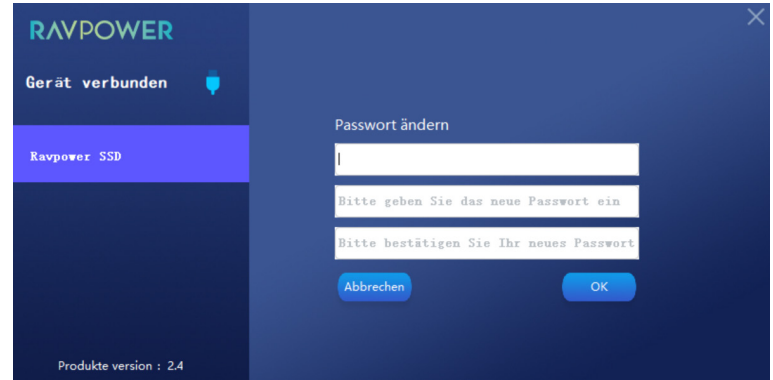 RAVPOWER
Gerät verbunden
Ravpower SSD
Produkte version : 2.4
Passwort ändern
Bitte geben Sie das neue Passwort ein
Bitte bestätigen Sie Ihr neues Passwort
Abbrechen
OK